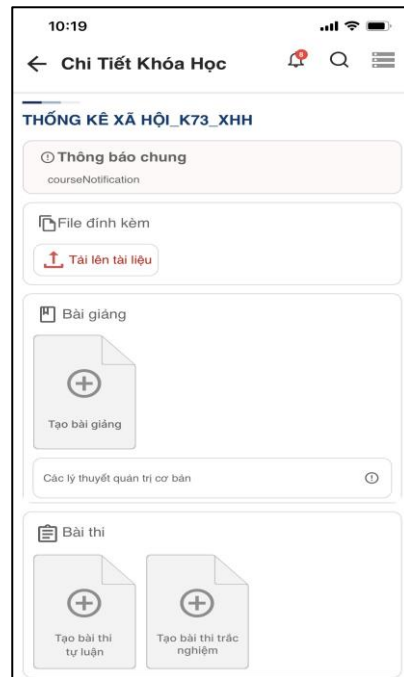 10:19
Chi Tiết Khóa Học
8
THỐNG KÊ XÃ HỘI_K73_XHH
Thông báo chung
courseNotification
File đính kèm
Tải lên tài liệu
Bài giảng
Tạo bài giảng
Các lý thuyết quản trị cơ bản
Bài thi
Tạo bài thi
tự luận
Tạo bài thi trắc
nghiệm